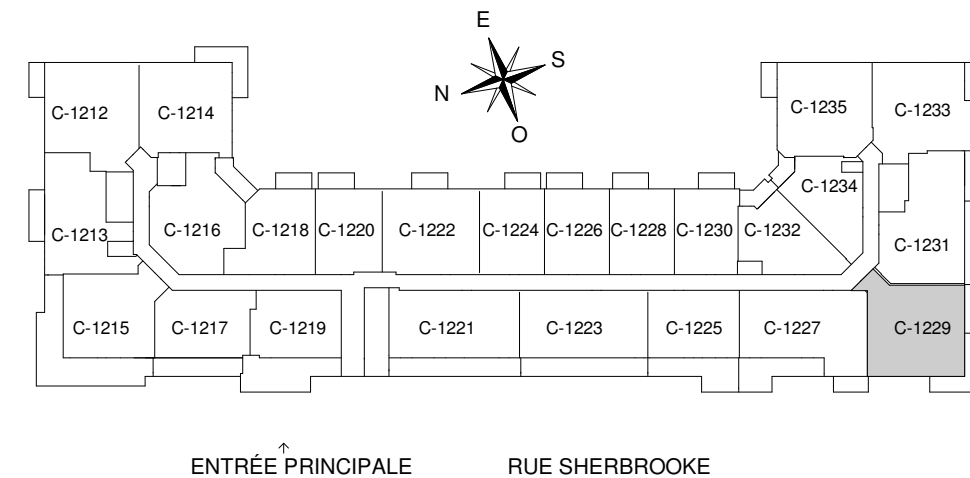 E
S
N
O
C-1212
C-1214
C-1235
C-1233
C-1234
C-1213
C-1216
C-1218
C-1220
C-1222
C-1224
C-1226
C-1228
C-1230
C-1232
C-1231
C-1215
C-1217
C-1219
C-1221
C-1223
C-1225
C-1227
C-1229
ENTRÉE PRINCIPALE
RUE SHERBROOKE